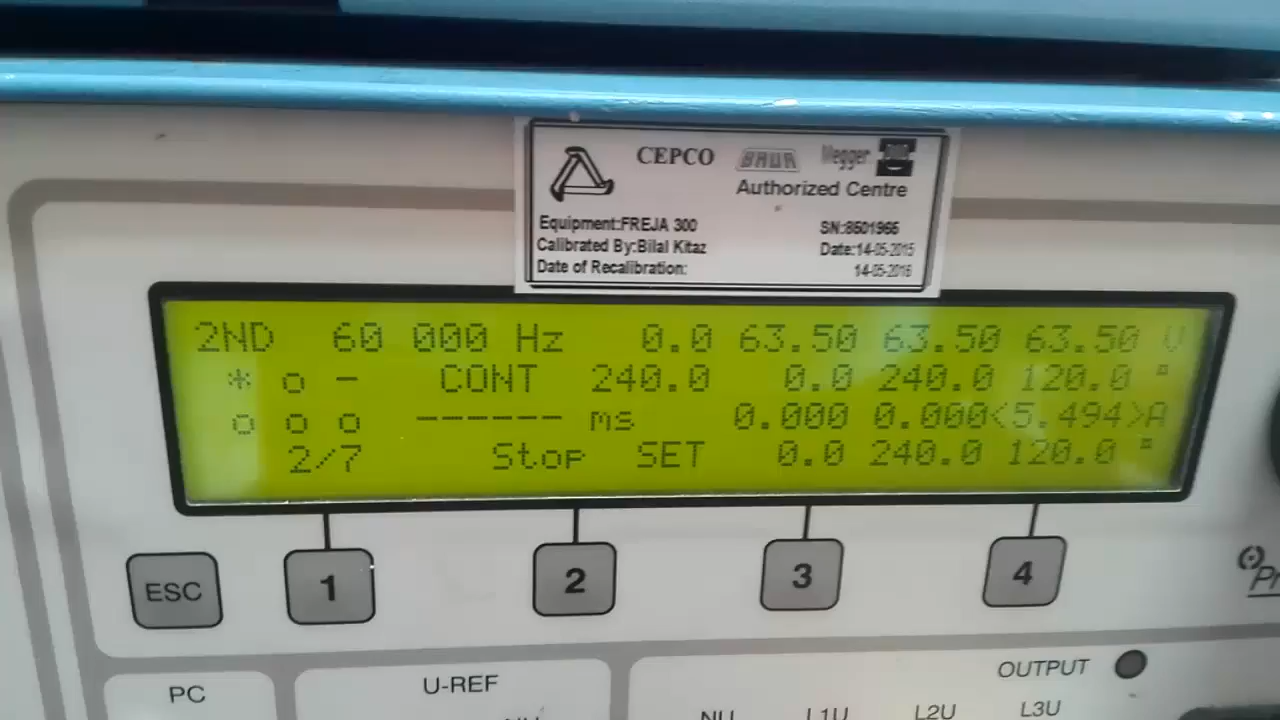 CEPCO BAUR Megger
Authorized Centre
Equipment:FREJA 300 SN:8501966
Calibrated By:Bilal Kitaz Date:14-05-2015
Date of Recalibration: 14-05-2016
2ND 60 000 Hz 0.0 63.50 63.50 63.50 V
* o - CONT 240.0 0.0 240.0 120.0 °
o o o ------ ms 0.000 0.000<5.494>A
2/7 Stop SET 0.0 240.0 120.0 °
ESC 1 2 3 4
OUTPUT
PC U-REF
L1U L2U L3U